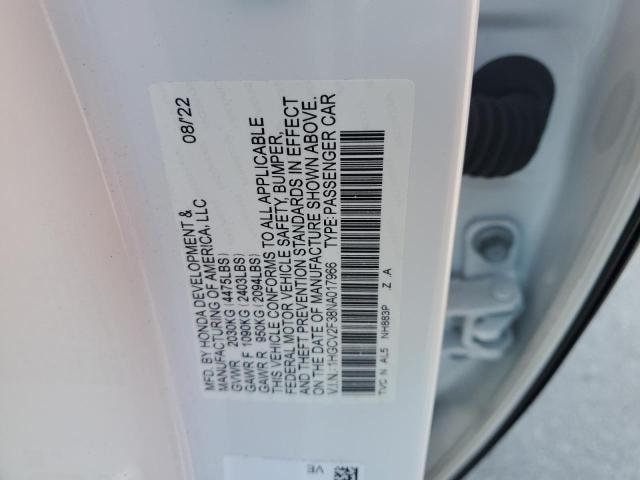 MFD. BY HONDA DEVELOPMENT & 08/'22
MANUFACTURING OF AMERICA, LLC
GVWR 2030KG (4475LBS)
GAWR F 1090KG (2403LBS)
GAWR R 950KG (2094LBS)
THIS VEHICLE CONFORMS TO ALL APPLICABLE
FEDERAL MOTOR VEHICLE SAFETY, BUMPER,
AND THEFT PREVENTION STANDARDS IN EFFECT
ON THE DATE OF MANUFACTURE SHOWN ABOVE.
V.I.N.: 1HGCV2F38NA017966 TYPE:PASSENGER CAR
TVC N AL5 NH883P Z .A